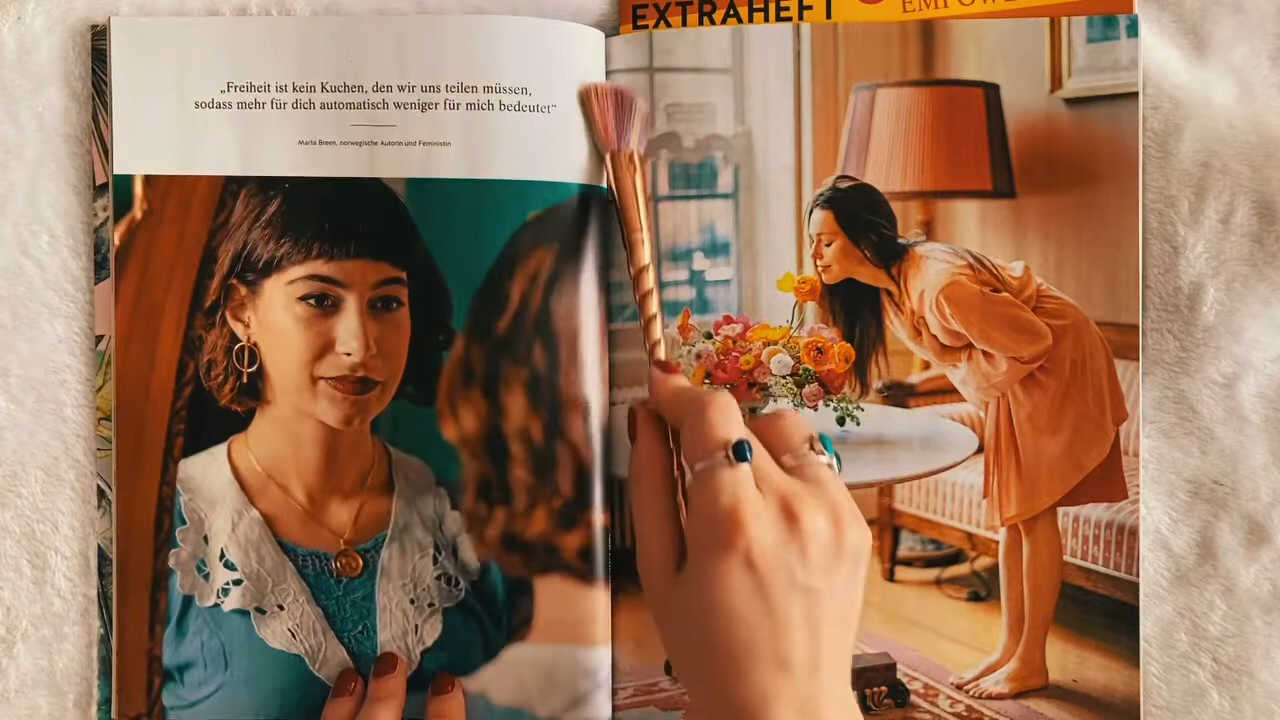 EXTRAHEFT
„Freiheit ist kein Kuchen, den wir uns teilen müssen,
sodass mehr für dich automatisch weniger für mich bedeutet“
Marta Breen, norwegische Autorin und Feministin